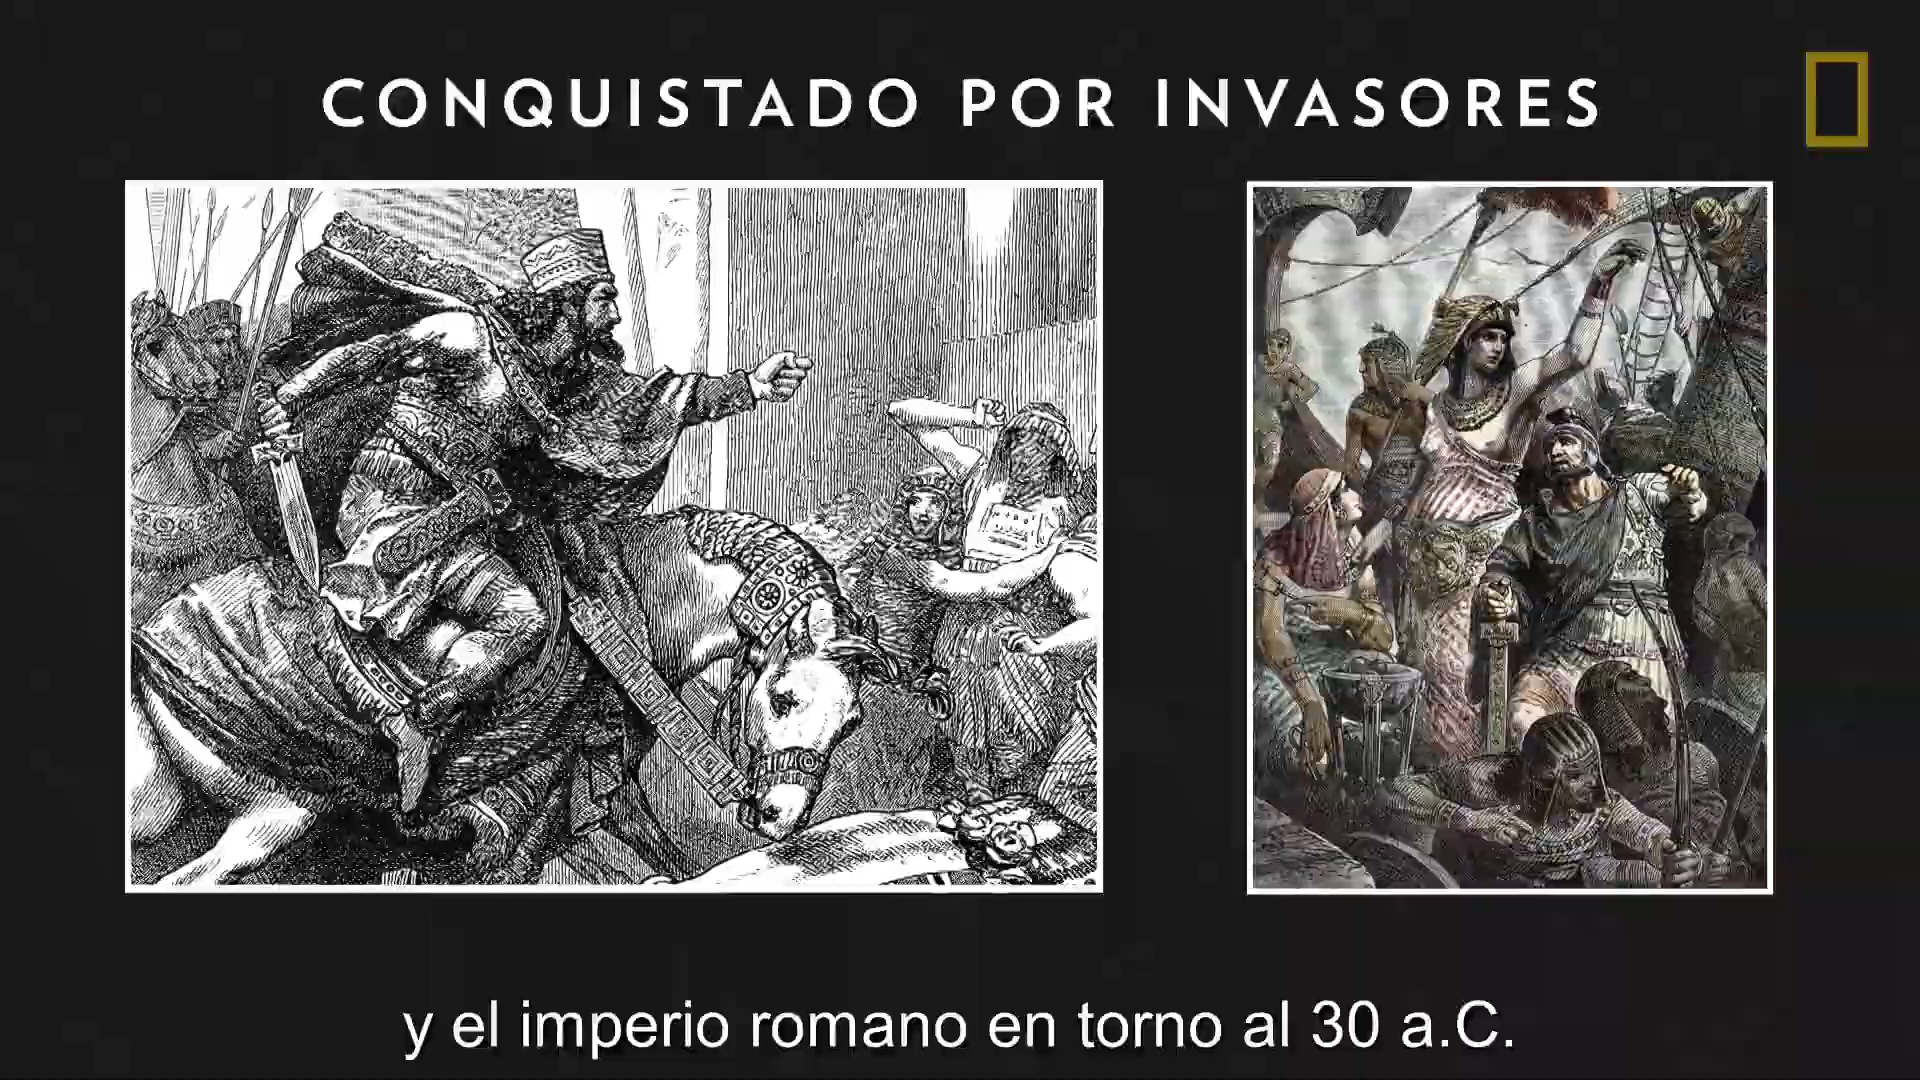 CONQUISTADO POR INVASORES
y el imperio romano en torno al 30 a.C.